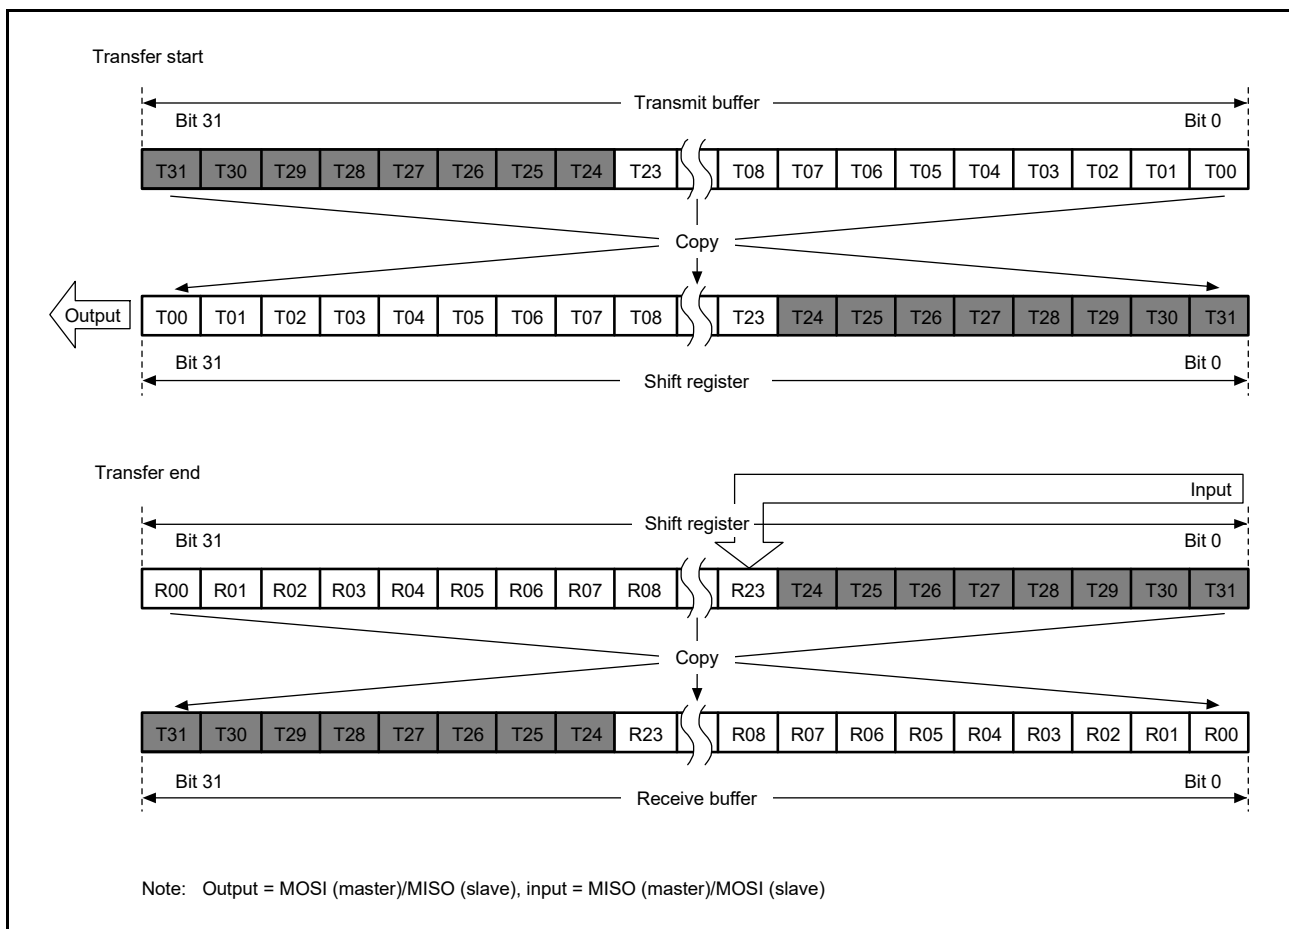 Transfer start
Transmit buffer
Bit 31 Bit 0
T31 T30 T29 T28 T27 T26 T25 T24 T23 T08 T07 T06 T05 T04 T03 T02 T01 T00
Copy
Output T00 T01 T02 T03 T04 T05 T06 T07 T08 T23 T24 T25 T26 T27 T28 T29 T30 T31
Bit 31 Bit 0
Shift register
Transfer end
Input
Shift register
Bit 31 Bit 0
R00 R01 R02 R03 R04 R05 R06 R07 R08 R23 T24 T25 T26 T27 T28 T29 T30 T31
Copy
T31 T30 T29 T28 T27 T26 T25 T24 R23 R08 R07 R06 R05 R04 R03 R02 R01 R00
Bit 31 Bit 0
Receive buffer
Note: Output = MOSI (master)/MISO (slave), input = MISO (master)/MOSI (slave)